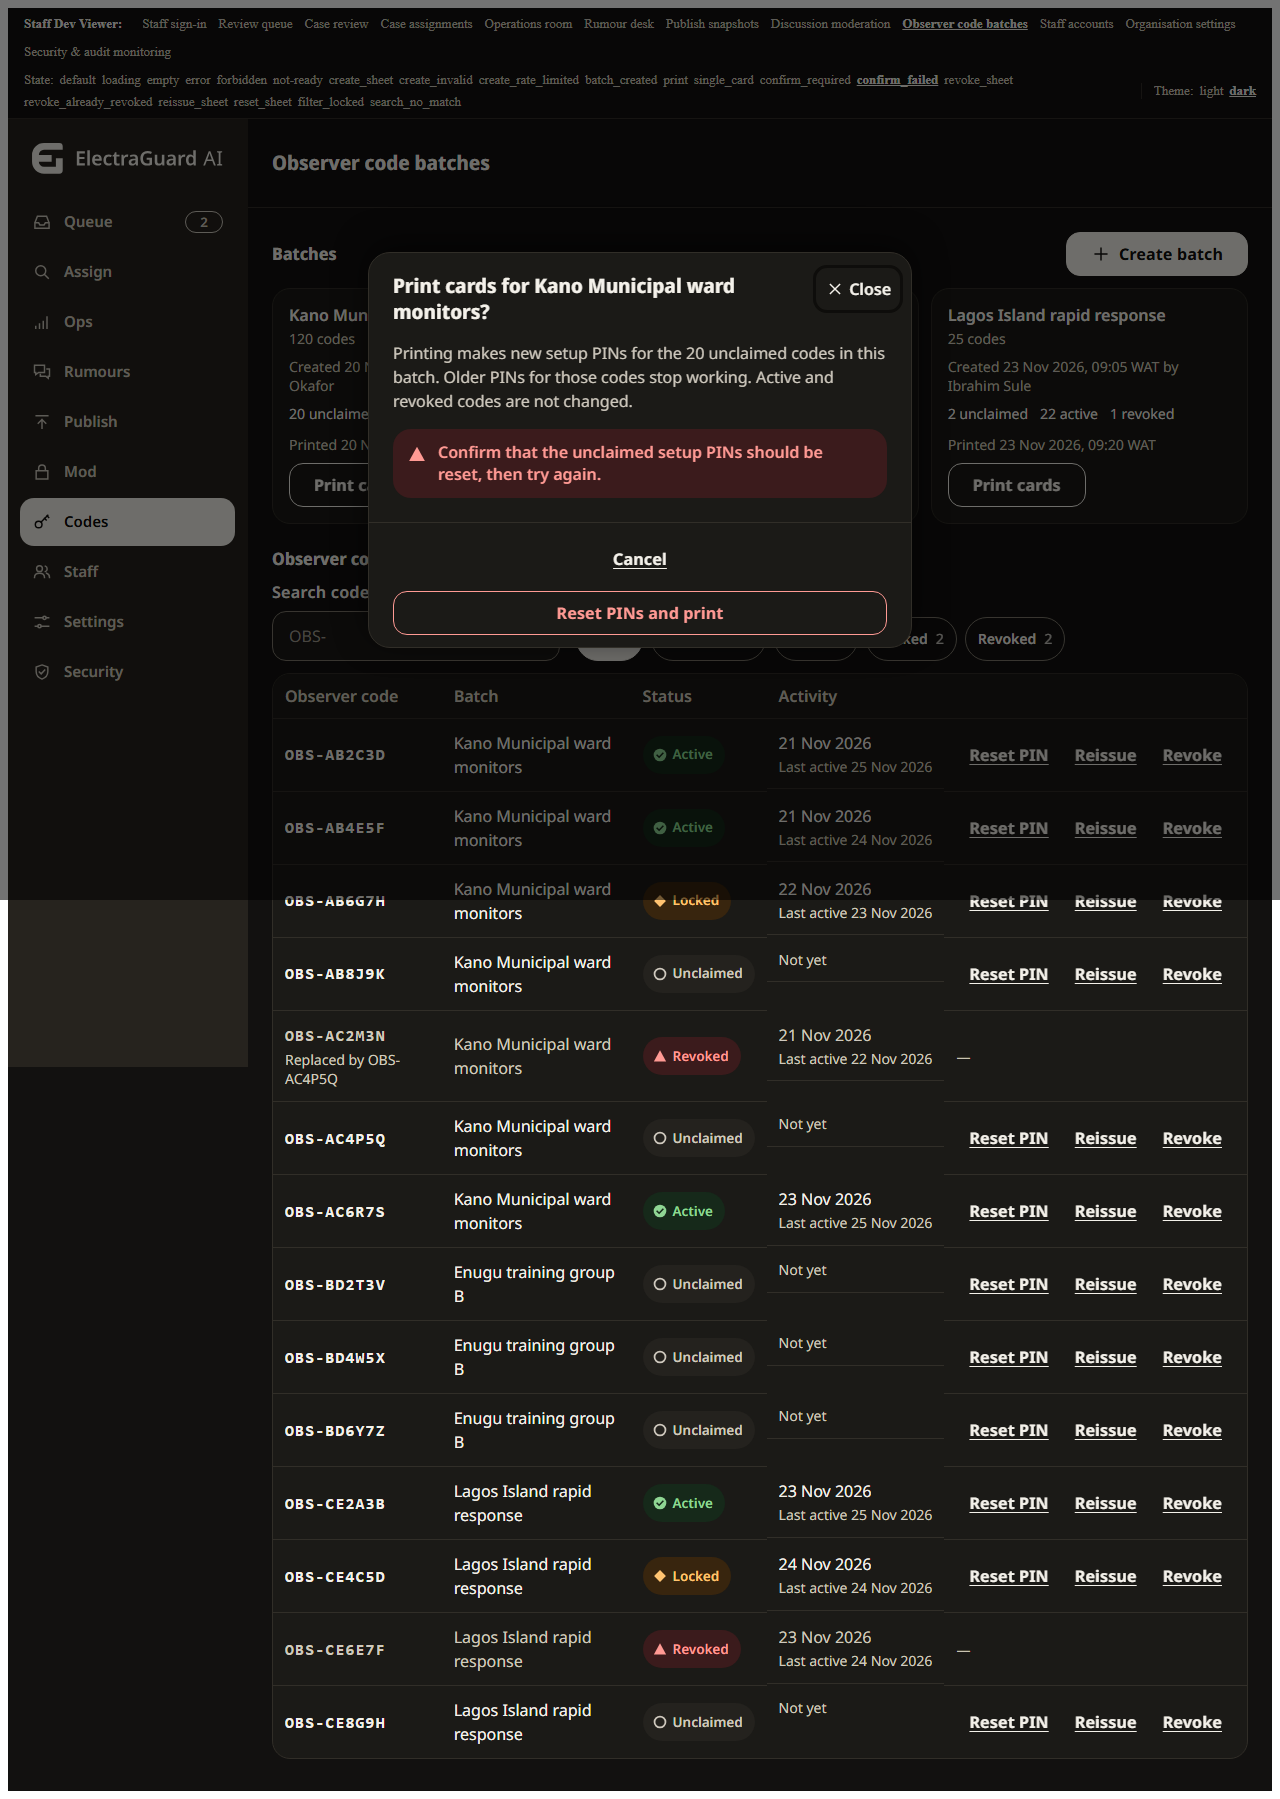 Staff Dev Viewer: Staff sign-in Review queue Case review Case assignments Operations room Rumour desk Publish snapshots Discussion moderation Observer code batches Staff accounts Organisation settings
Security & audit monitoring
State: default loading empty error forbidden not-ready create_sheet create_invalid create_rate_limited batch_created print single_card confirm_required confirm_failed revoke_sheet
revoke_already_revoked reissue_sheet reset_sheet filter_locked search_no_match
Theme: light dark
ElectraGuard AI
Queue 2
Assign
Ops
Rumours
Publish
Mod
Codes
Staff
Settings
Security
Observer code batches
Batches
Create batch
Kano Mun
120 codes
Created 20 N
Okafor
20 unclaime
Printed 20 N
Print ca
Lagos Island rapid response
25 codes
Created 23 Nov 2026, 09:05 WAT by
Ibrahim Sule
2 unclaimed 22 active 1 revoked
Printed 23 Nov 2026, 09:20 WAT
Print cards
Print cards for Kano Municipal ward
monitors?
Close
Printing makes new setup PINs for the 20 unclaimed codes in this
batch. Older PINs for those codes stop working. Active and
revoked codes are not changed.
Confirm that the unclaimed setup PINs should be
reset, then try again.
Cancel
Reset PINs and print
Observer co
Search code
OBS-
ked 2
Revoked 2
Observer code Batch Status Activity
OBS-AB2C3D Kano Municipal ward
monitors Active 21 Nov 2026
Last active 25 Nov 2026 Reset PIN Reissue Revoke
OBS-AB4E5F Kano Municipal ward
monitors Active 21 Nov 2026
Last active 24 Nov 2026 Reset PIN Reissue Revoke
OBS-AB6G7H Kano Municipal ward
monitors Locked 22 Nov 2026
Last active 23 Nov 2026 Reset PIN Reissue Revoke
OBS-AB8J9K Kano Municipal ward
monitors Unclaimed Not yet Reset PIN Reissue Revoke
OBS-AC2M3N
Replaced by OBS-
AC4P5Q Kano Municipal ward
monitors Revoked 21 Nov 2026
Last active 22 Nov 2026 —
OBS-AC4P5Q Kano Municipal ward
monitors Unclaimed Not yet Reset PIN Reissue Revoke
OBS-AC6R7S Kano Municipal ward
monitors Active 23 Nov 2026
Last active 25 Nov 2026 Reset PIN Reissue Revoke
OBS-BD2T3V Enugu training group
B Unclaimed Not yet Reset PIN Reissue Revoke
OBS-BD4W5X Enugu training group
B Unclaimed Not yet Reset PIN Reissue Revoke
OBS-BD6Y7Z Enugu training group
B Unclaimed Not yet Reset PIN Reissue Revoke
OBS-CE2A3B Lagos Island rapid
response Active 23 Nov 2026
Last active 25 Nov 2026 Reset PIN Reissue Revoke
OBS-CE4C5D Lagos Island rapid
response Locked 24 Nov 2026
Last active 24 Nov 2026 Reset PIN Reissue Revoke
OBS-CE6E7F Lagos Island rapid
response Revoked 23 Nov 2026
Last active 24 Nov 2026 —
OBS-CE8G9H Lagos Island rapid
response Unclaimed Not yet Reset PIN Reissue Revoke